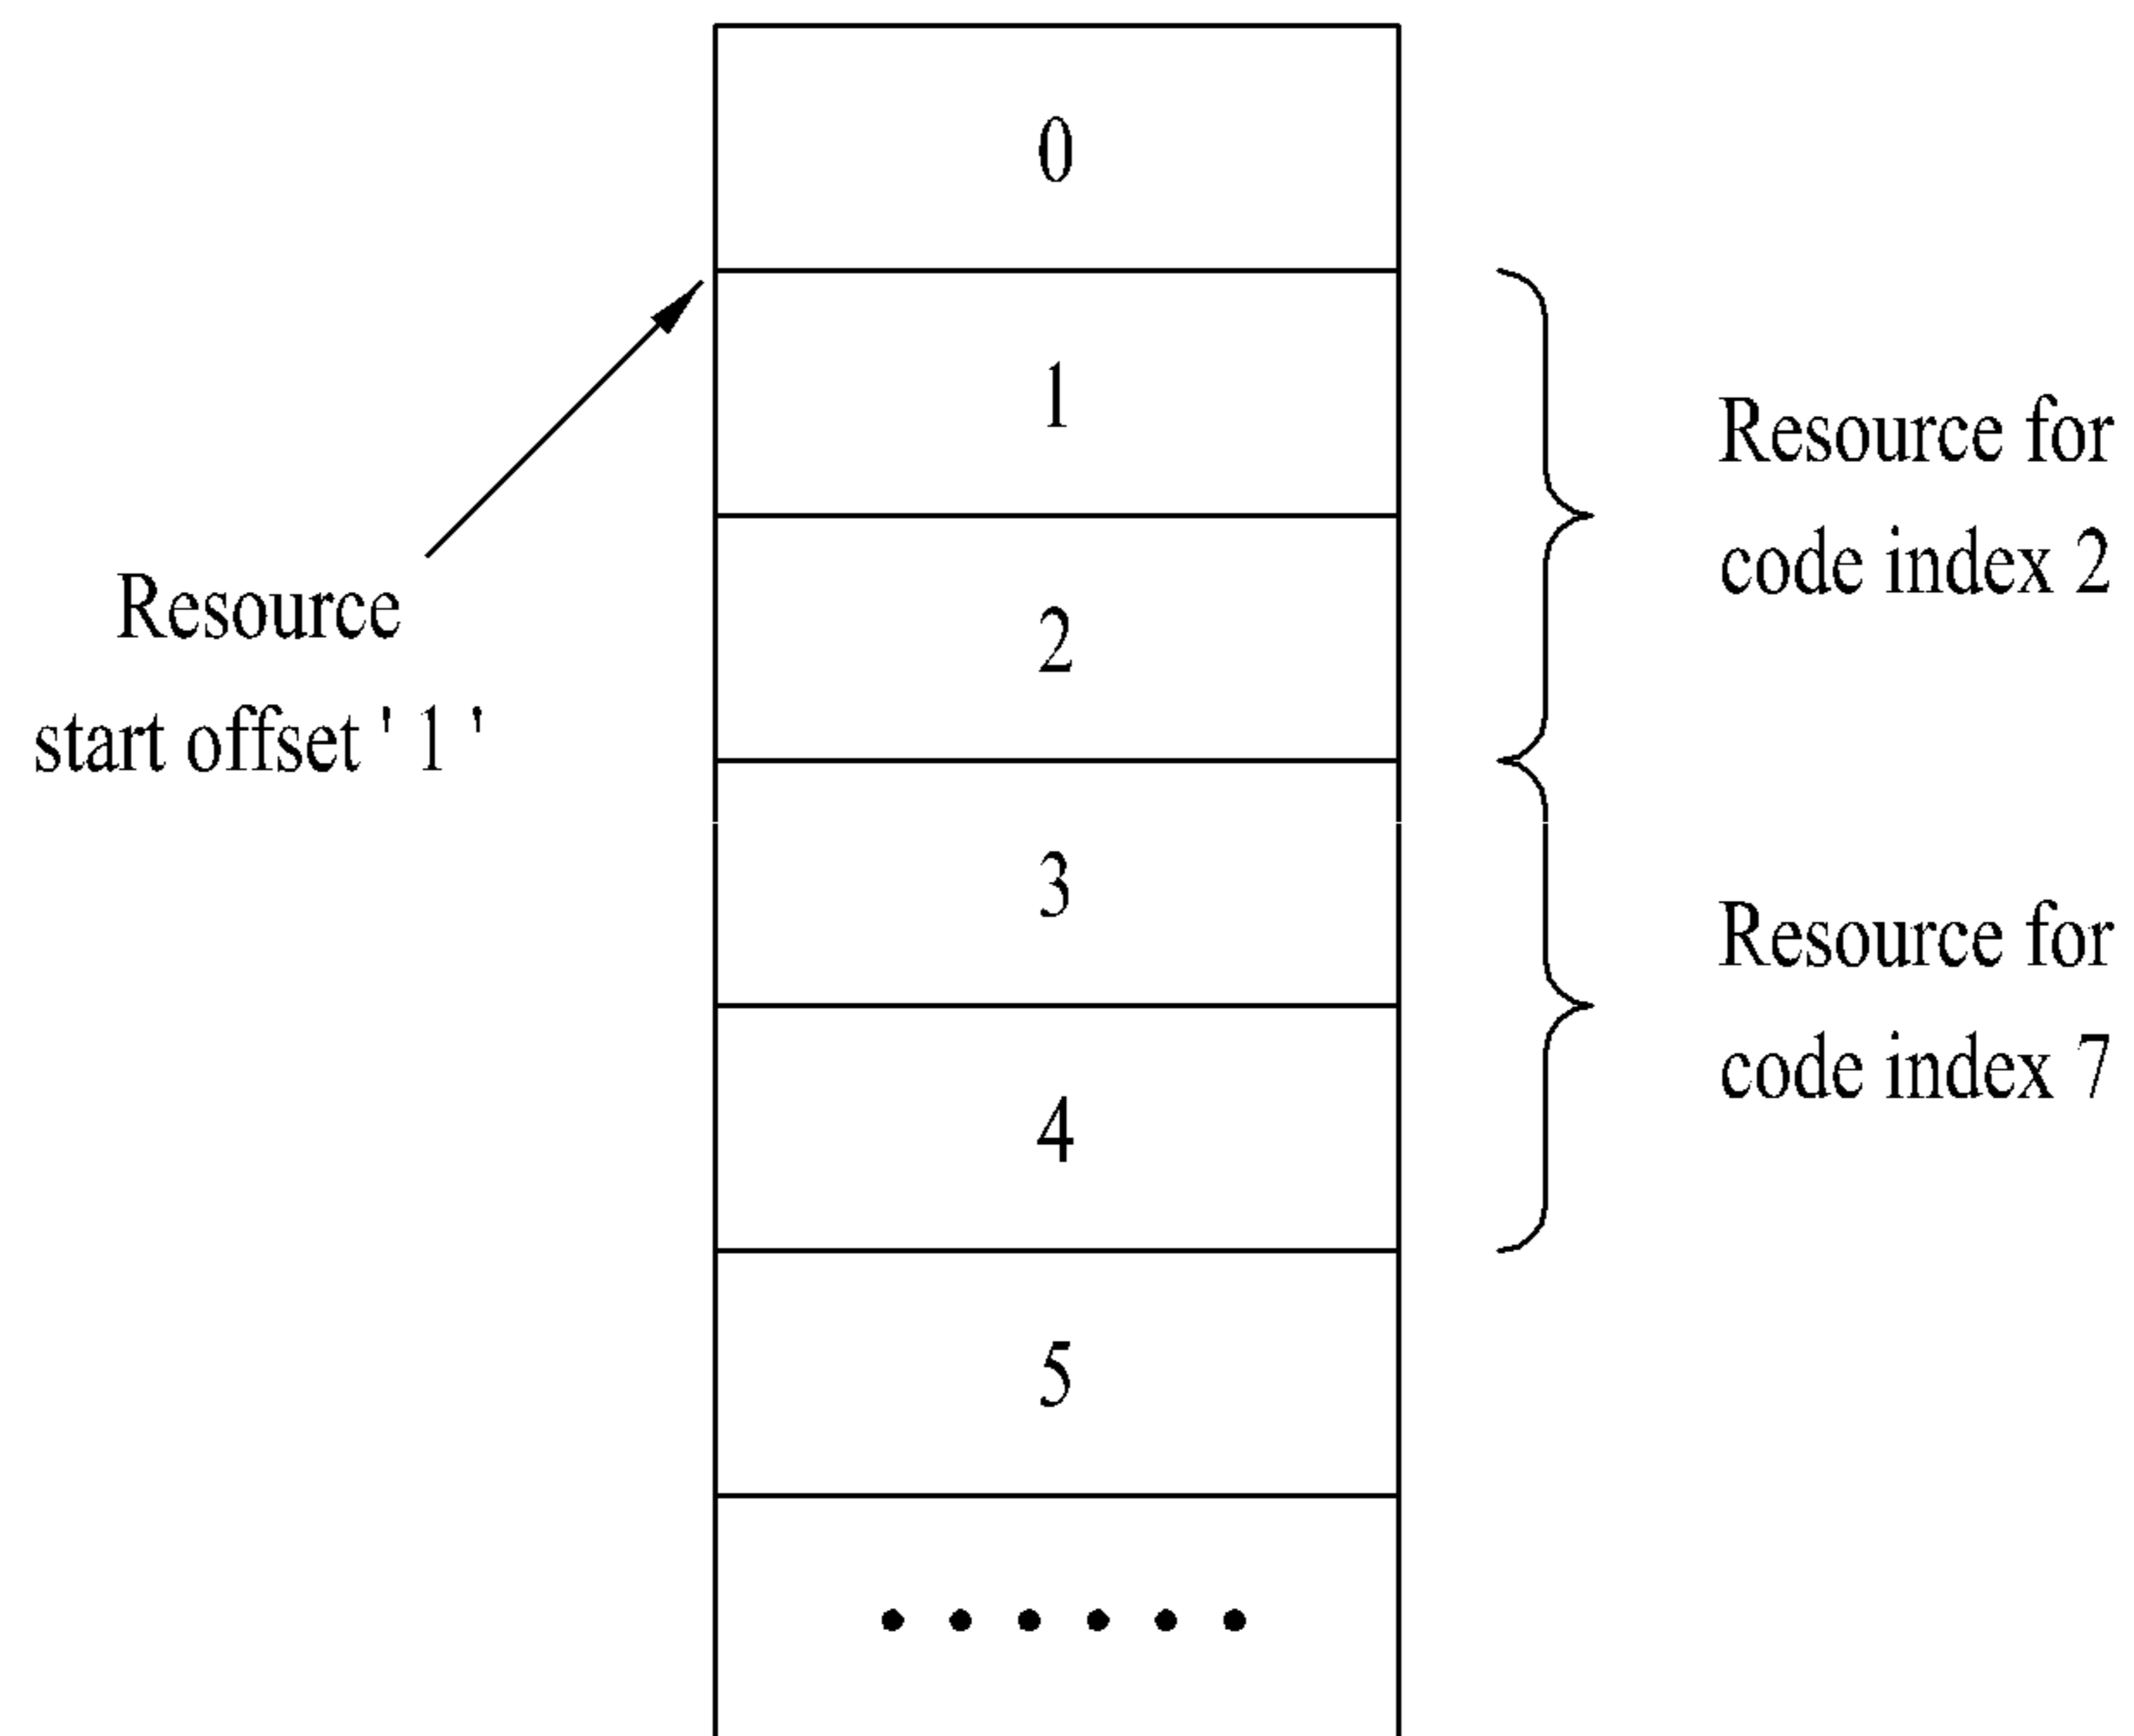 0
1
Resource for
code index 2
Resource
start offset ' 1 '
2
3
Resource for
code index 7
4
5
• • • • • •